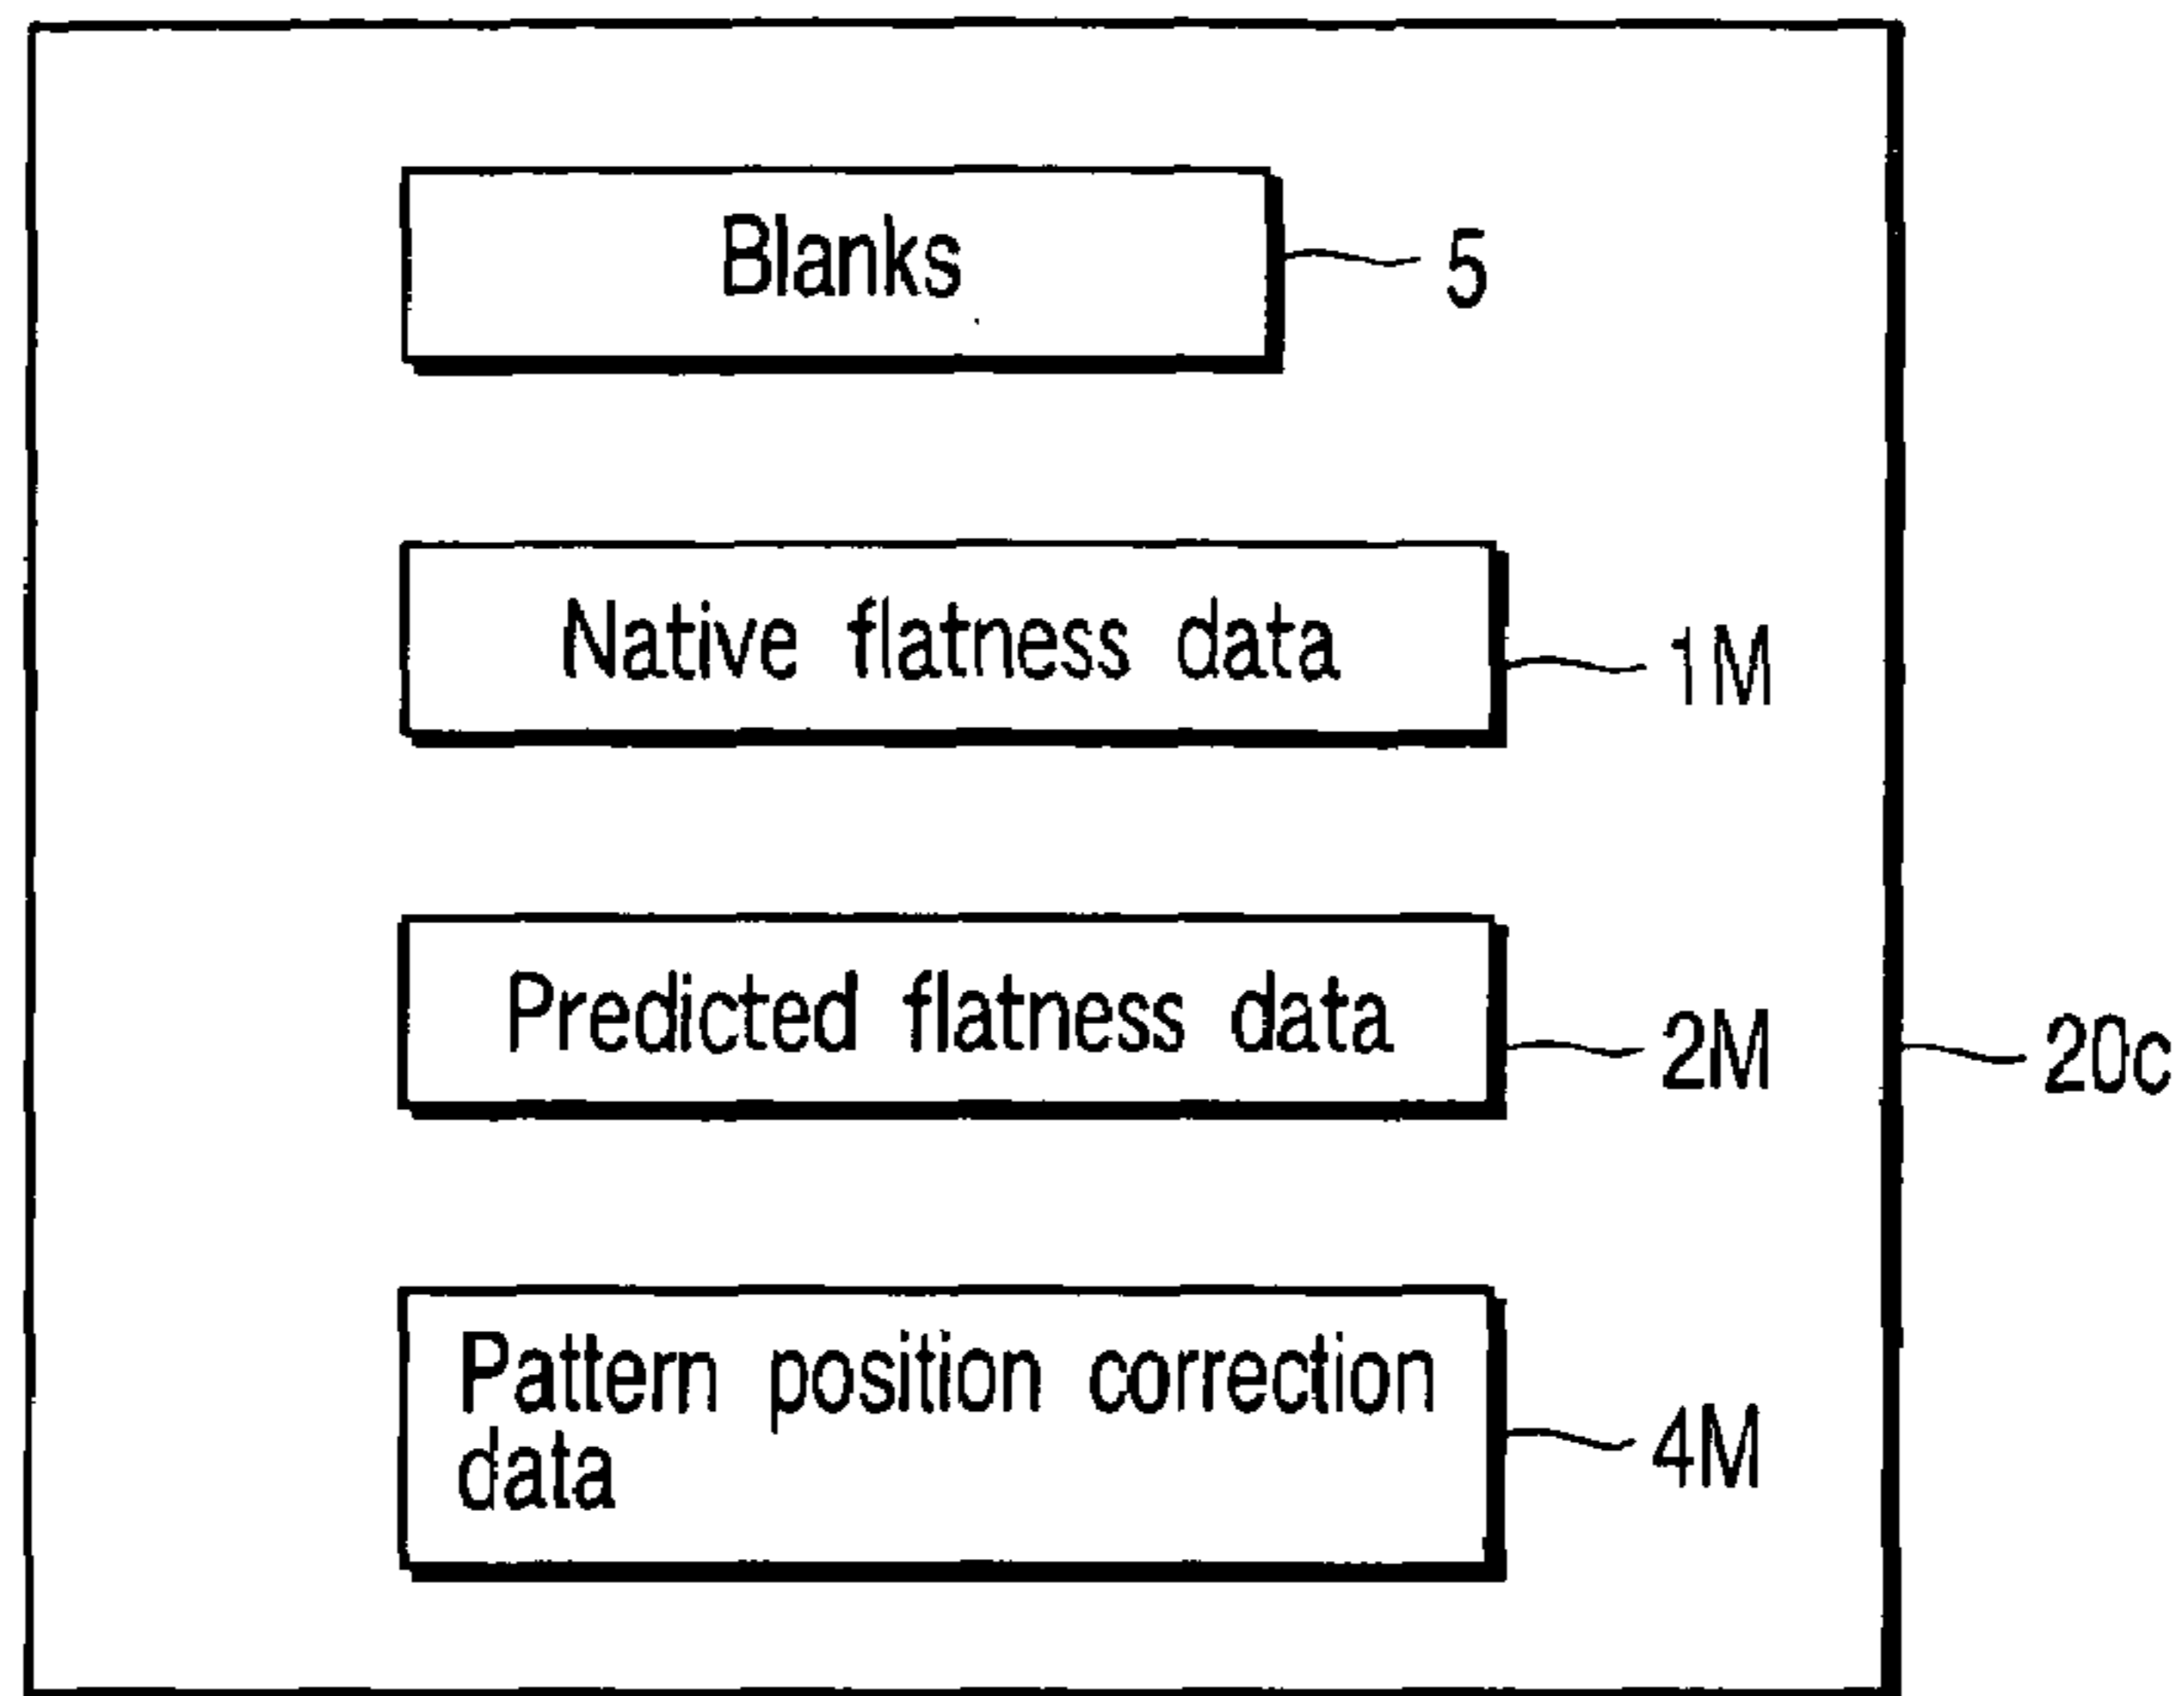 Blanks
5
Native flatness data
1M
Predicted flatness data
2M
20c
Pattern position correction
data
4M